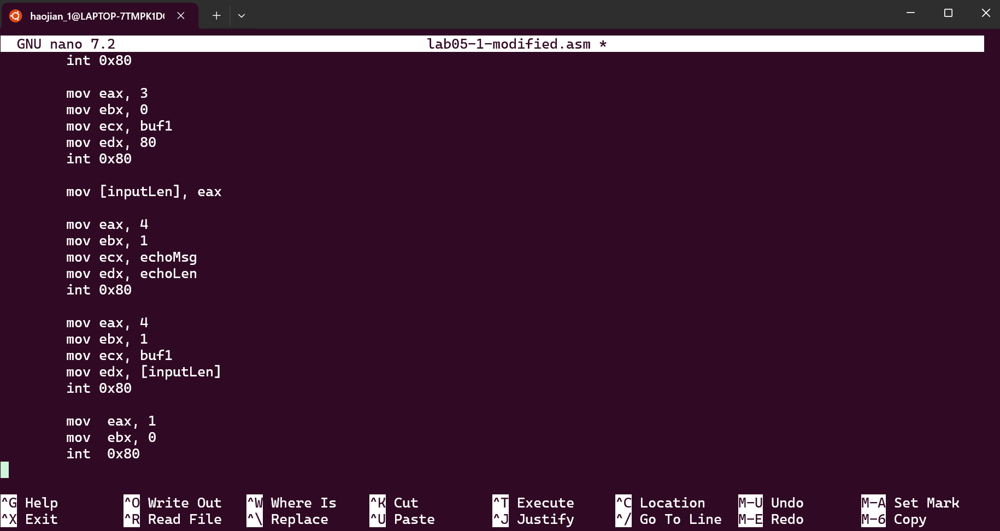 haojian_1@LAPTOP-7TMPK1D
GNU nano 7.2 lab05-1-modified.asm *
int 0x80
mov eax, 3
mov ebx, 0
mov ecx, buf1
mov edx, 80
int 0x80
mov [inputLen], eax
mov eax, 4
mov ebx, 1
mov ecx, echoMsg
mov edx, echoLen
int 0x80
mov eax, 4
mov ebx, 1
mov ecx, buf1
mov edx, [inputLen]
int 0x80
mov  eax, 1
mov  ebx, 0
int  0x80
^G Help ^O Write Out ^W Where Is ^K Cut ^T Execute ^C Location M-U Undo M-A Set Mark
^X Exit ^R Read File ^\ Replace ^U Paste ^J Justify ^/ Go To Line M-E Redo M-6 Copy